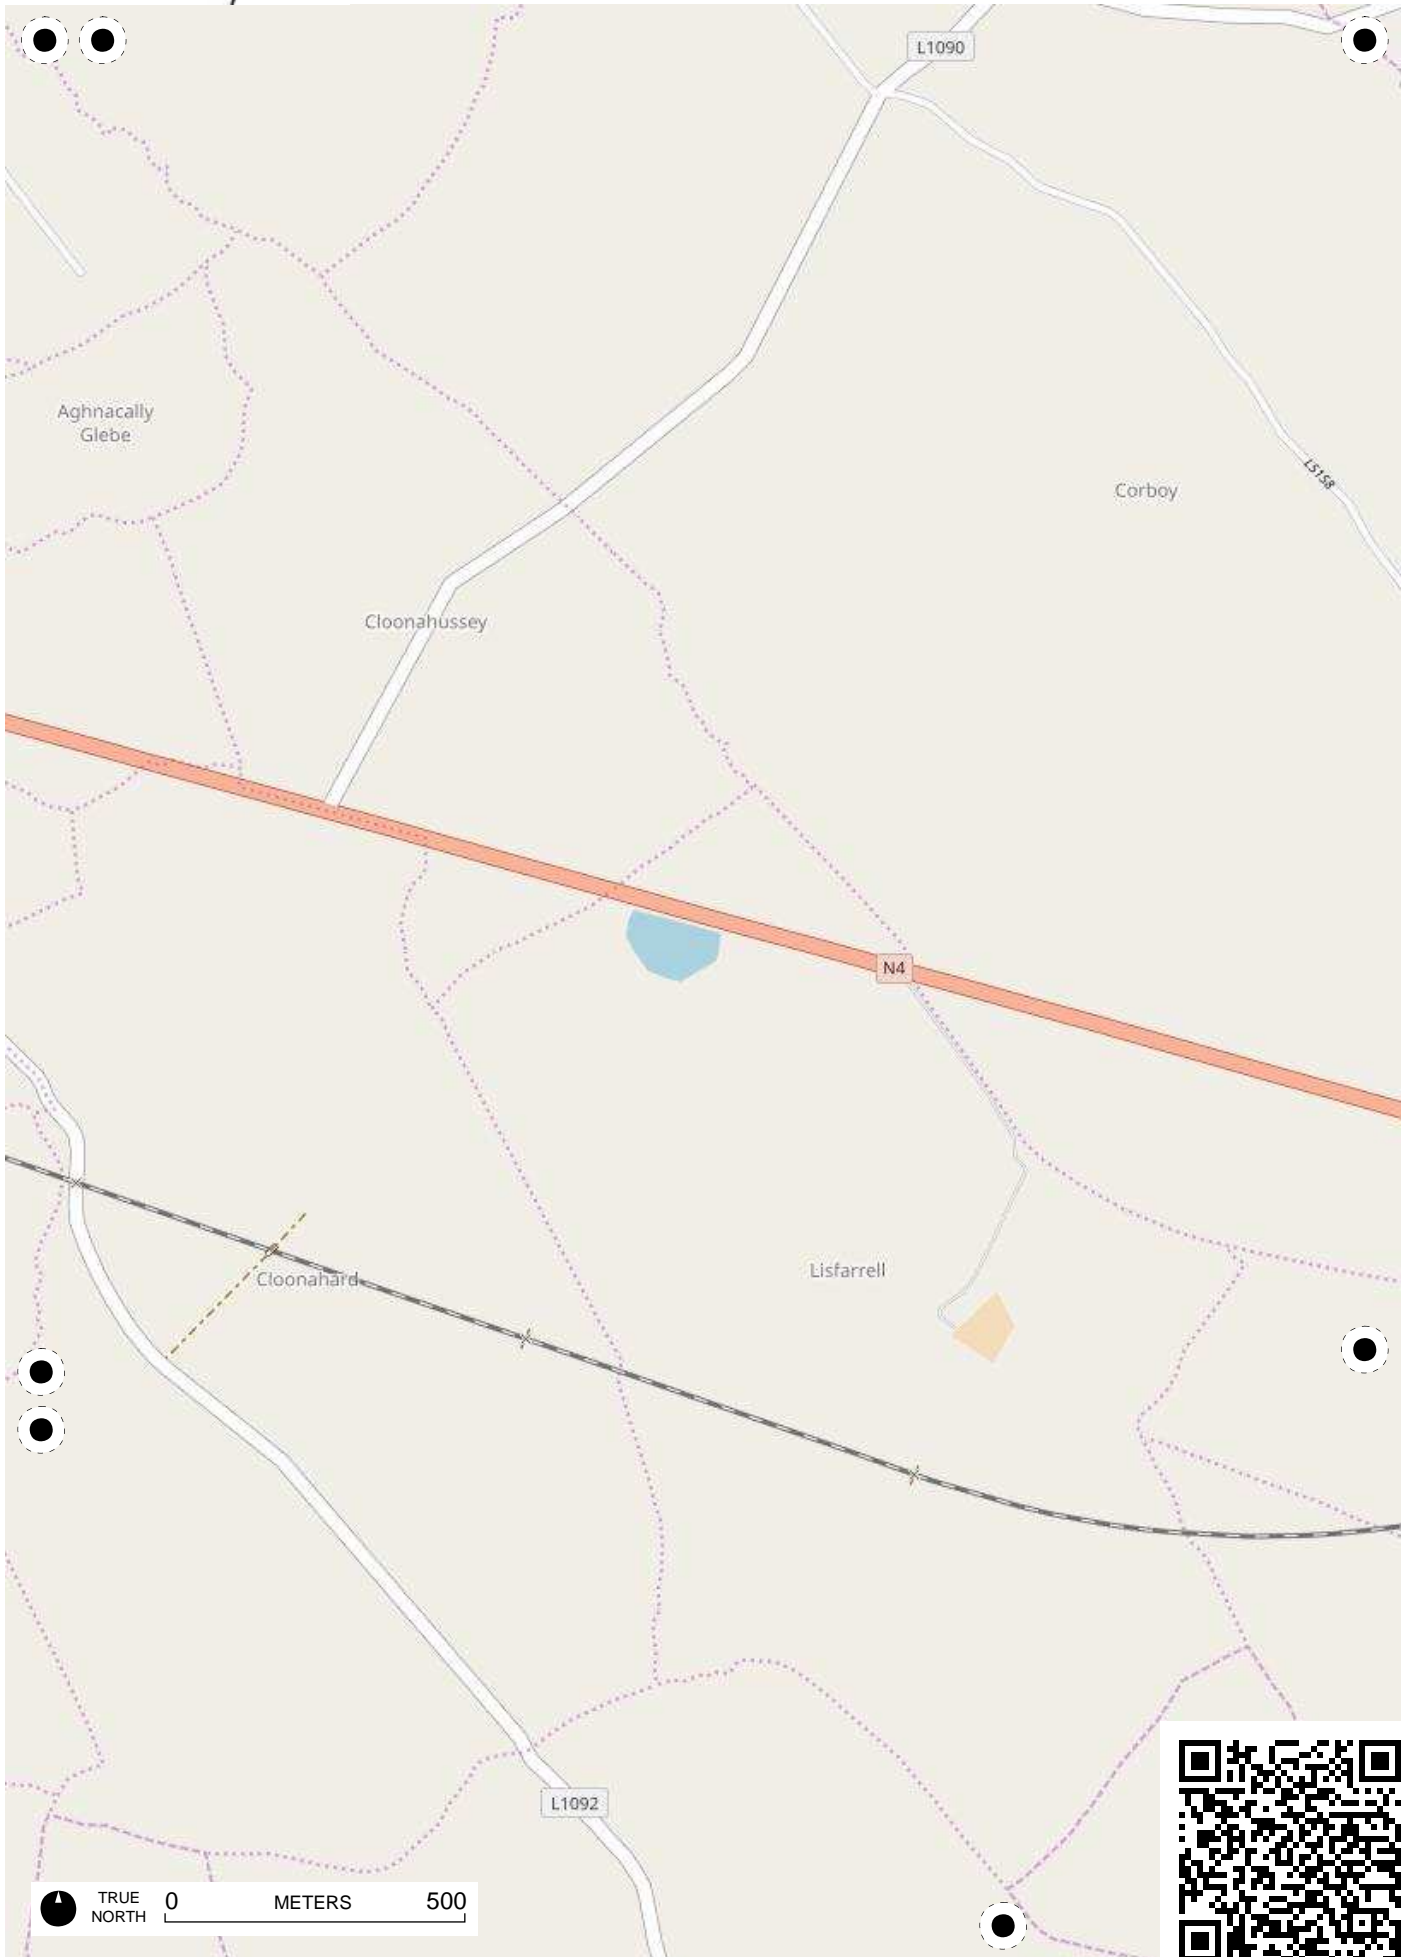 L1090
Aghnacally
Glebe
L5158
Corboy
Cloonahussey
N4
Lisfarrell
Cloonahard
L1092
TRUE
NORTH
0 METERS 500